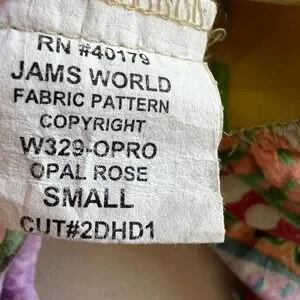 RN #40179
JAMS WORLD
FABRIC PATTERN
COPYRIGHT
W329-OPRO
OPAL ROSE
SMALL
CUT#2DHD1